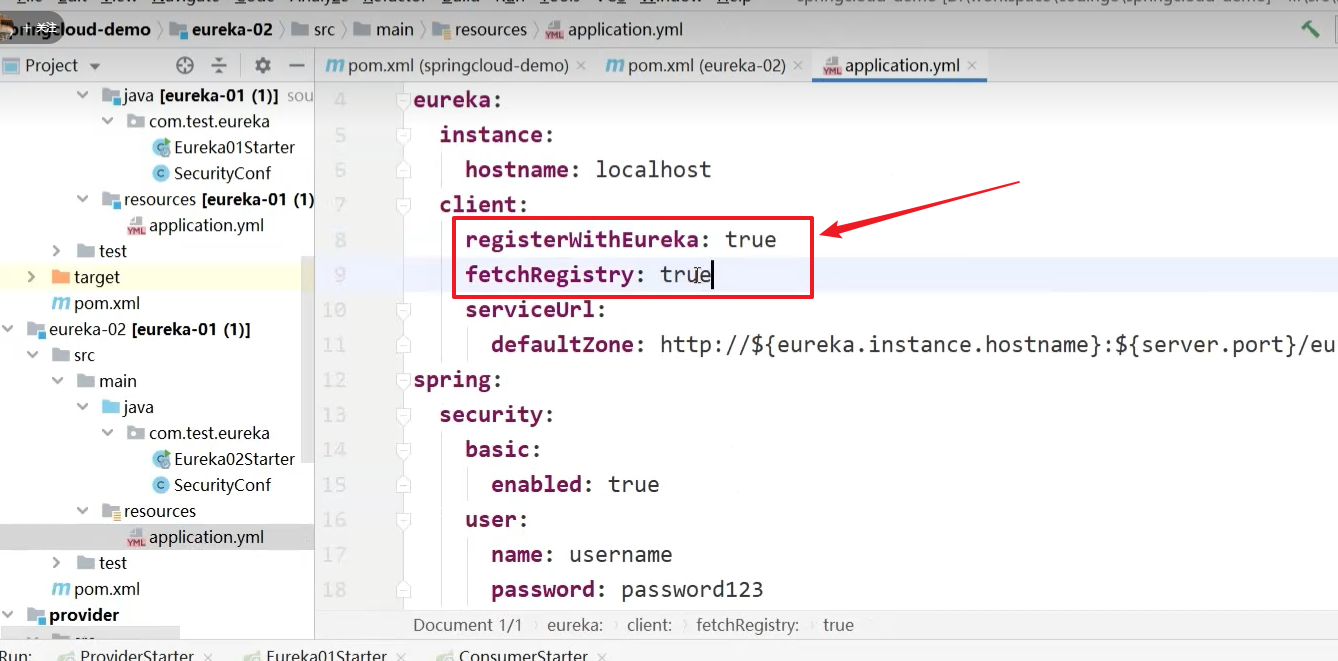 关注
springcloud-demo eureka-02 src main resources application.yml
Project
pom.xml (springcloud-demo) pom.xml (eureka-02) application.yml
java [eureka-01 (1)] sou
com.test.eureka
Eureka01Starter
SecurityConf
resources [eureka-01 (1)
application.yml
test
target
pom.xml
eureka-02 [eureka-01 (1)]
src
main
java
com.test.eureka
Eureka02Starter
SecurityConf
resources
application.yml
test
pom.xml
provider
4 eureka:
5 instance:
6 hostname: localhost
7 client:
8 registerWithEureka: true
9 fetchRegistry: true
10 serviceUrl:
11 defaultZone: http://${eureka.instance.hostname}:${server.port}/eu
12 spring:
13 security:
14 basic:
15 enabled: true
16 user:
17 name: username
18 password: password123
Document 1/1 eureka: client: fetchRegistry: true
Run: ProviderStarter Eureka01Starter ConsumerStarter